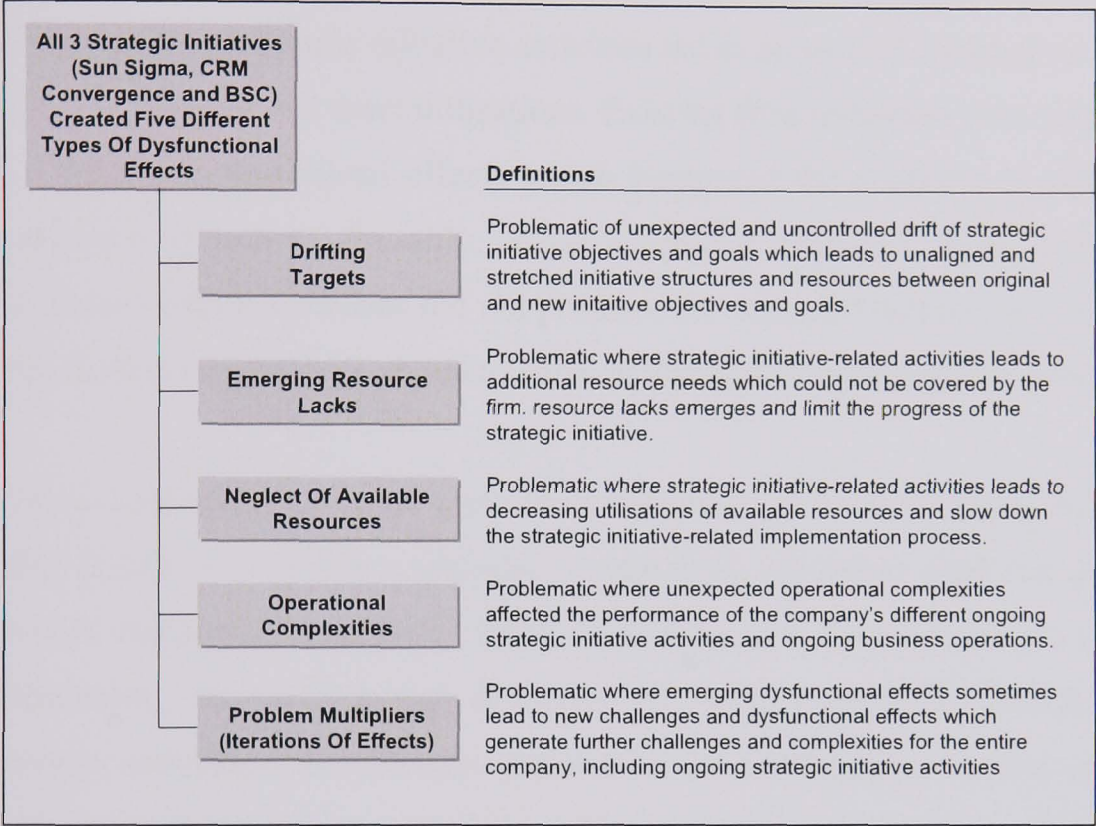 All 3 Strategic Initiatives
(Sun Sigma, CRM
Convergence and BSC)
Created Five Different
Types Of Dysfunctional
Effects
Definitions
Drifting
Targets
Problematic of unexpected and uncontrolled drift of strategic
initiative objectives and goals which leads to unaligned and
stretched initiative structures and resources between original
and new initaitive objectives and goals.
Emerging Resource
Lacks
Problematic where strategic initiative-related activities leads to
additional resource needs which could not be covered by the
firm. resource lacks emerges and limit the progress of the
strategic initiative.
Neglect Of Available
Resources
Problematic where strategic initiative-related activities leads to
decreasing utilisations of available resources and slow down
the strategic initiative-related implementation process.
Operational
Complexities
Problematic where unexpected operational complexities
affected the performance of the company's different ongoing
strategic initiative activities and ongoing business operations.
Problem Multipliers
(Iterations Of Effects)
Problematic where emerging dysfunctional effects sometimes
lead to new challenges and dysfunctional effects which
generate further challenges and complexities for the entire
company, including ongoing strategic initiative activities